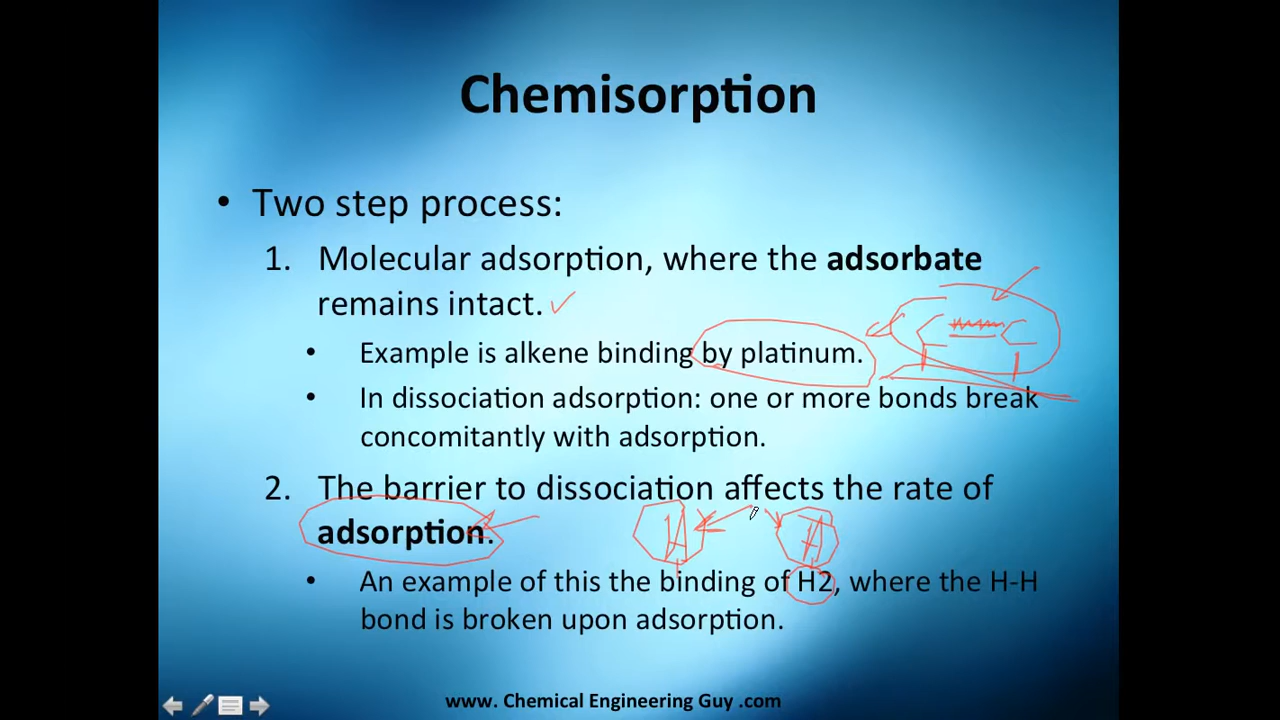 Chemisorption
• Two step process:
1. Molecular adsorption, where the adsorbate
remains intact.
• Example is alkene binding by platinum.
C C
• In dissociation adsorption: one or more bonds break
concomitantly with adsorption.
2. The barrier to dissociation affects the rate of
adsorption.
H H
• An example of this the binding of H2, where the H-H
bond is broken upon adsorption.
www. Chemical Engineering Guy .com